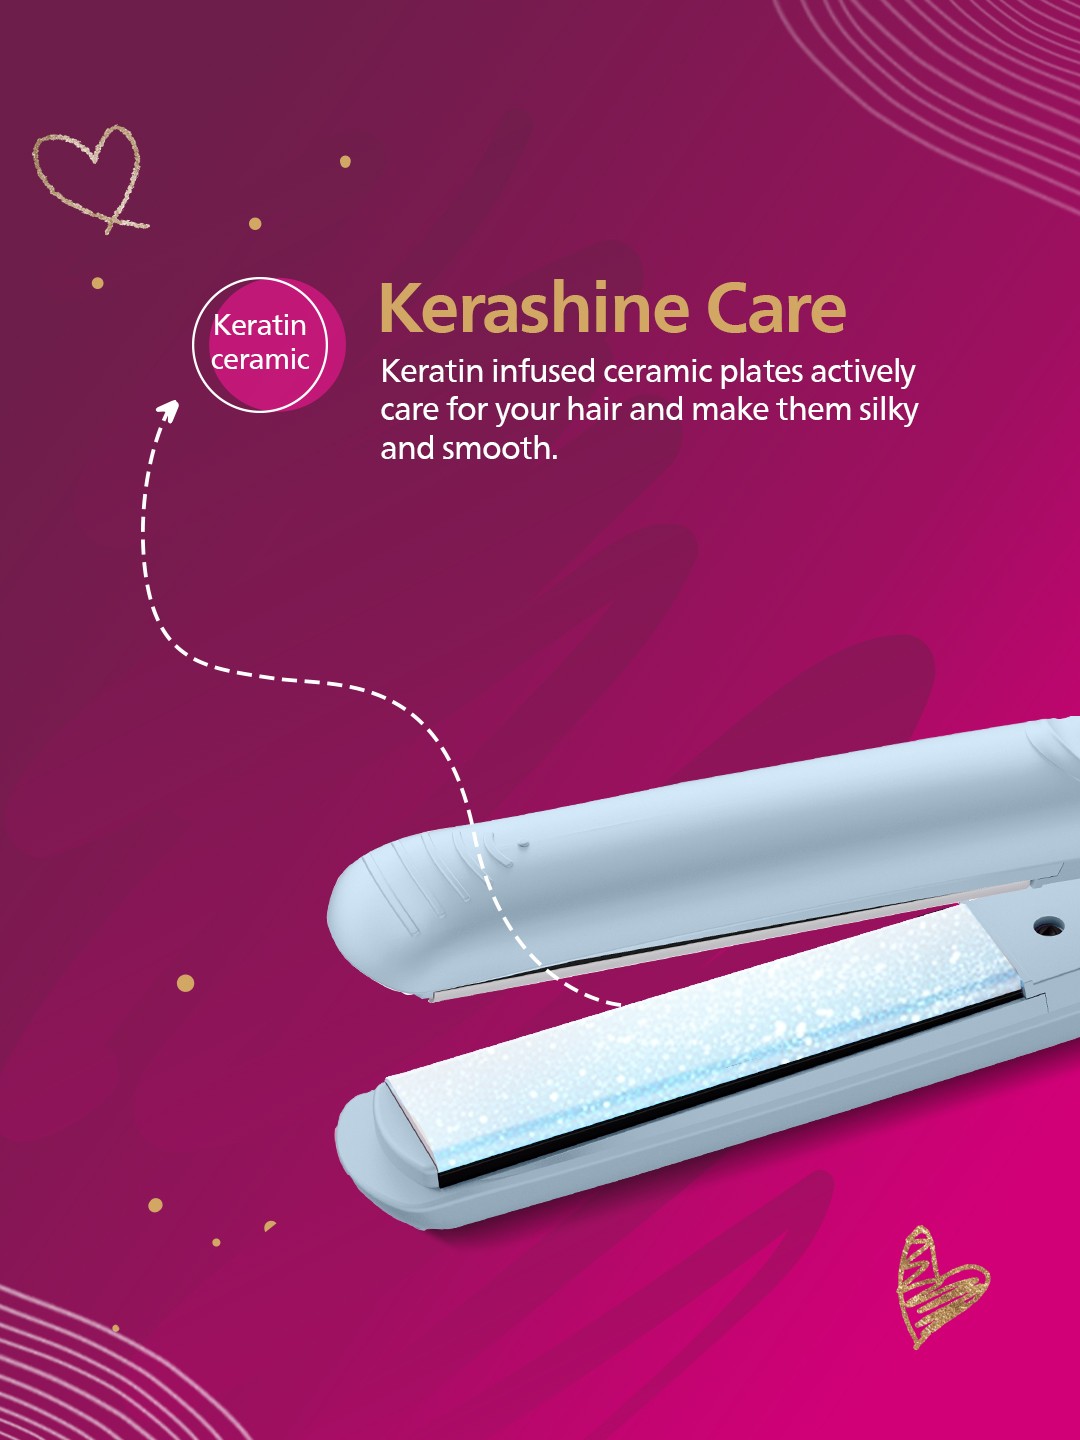 Keratin
ceramic
Kerashine Care
Keratin infused ceramic plates actively
care for your hair and make them silky
and smooth.